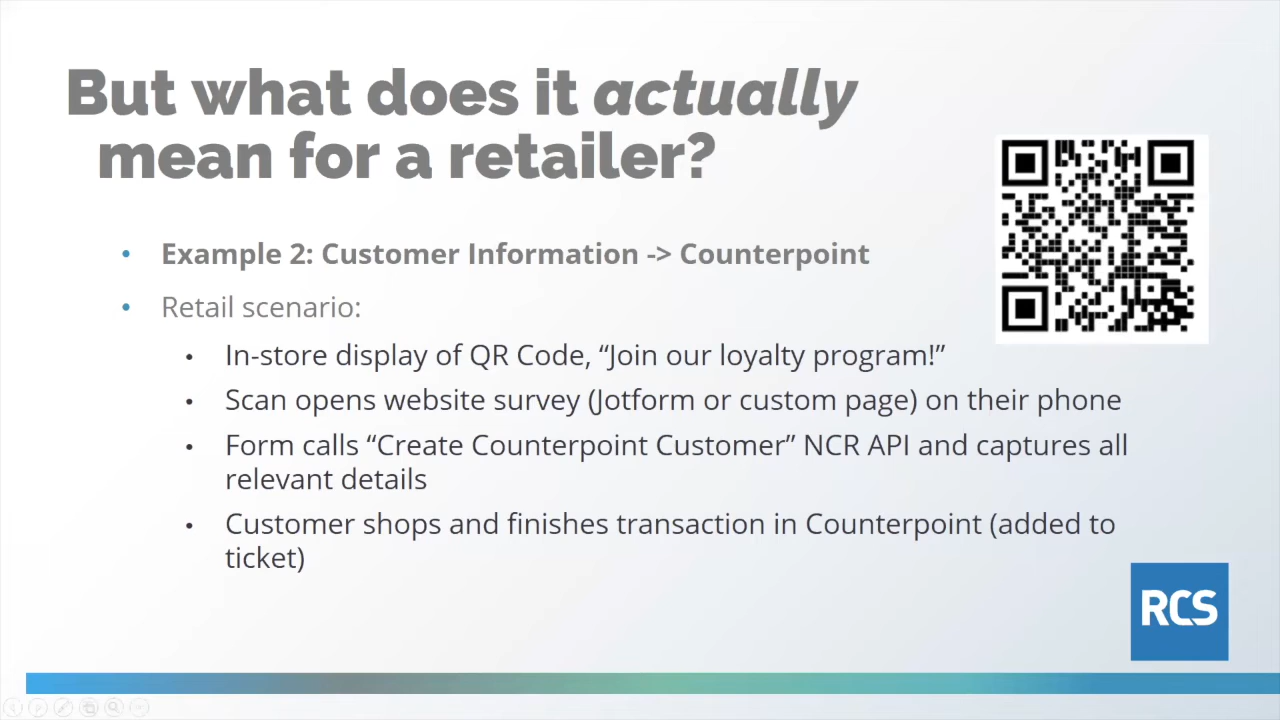 But what does it actually
mean for a retailer?
• Example 2: Customer Information -> Counterpoint
• Retail scenario:
• In-store display of QR Code, “Join our loyalty program!”
• Scan opens website survey (Jotform or custom page) on their phone
• Form calls “Create Counterpoint Customer” NCR API and captures all
relevant details
• Customer shops and finishes transaction in Counterpoint (added to
ticket)
RCS